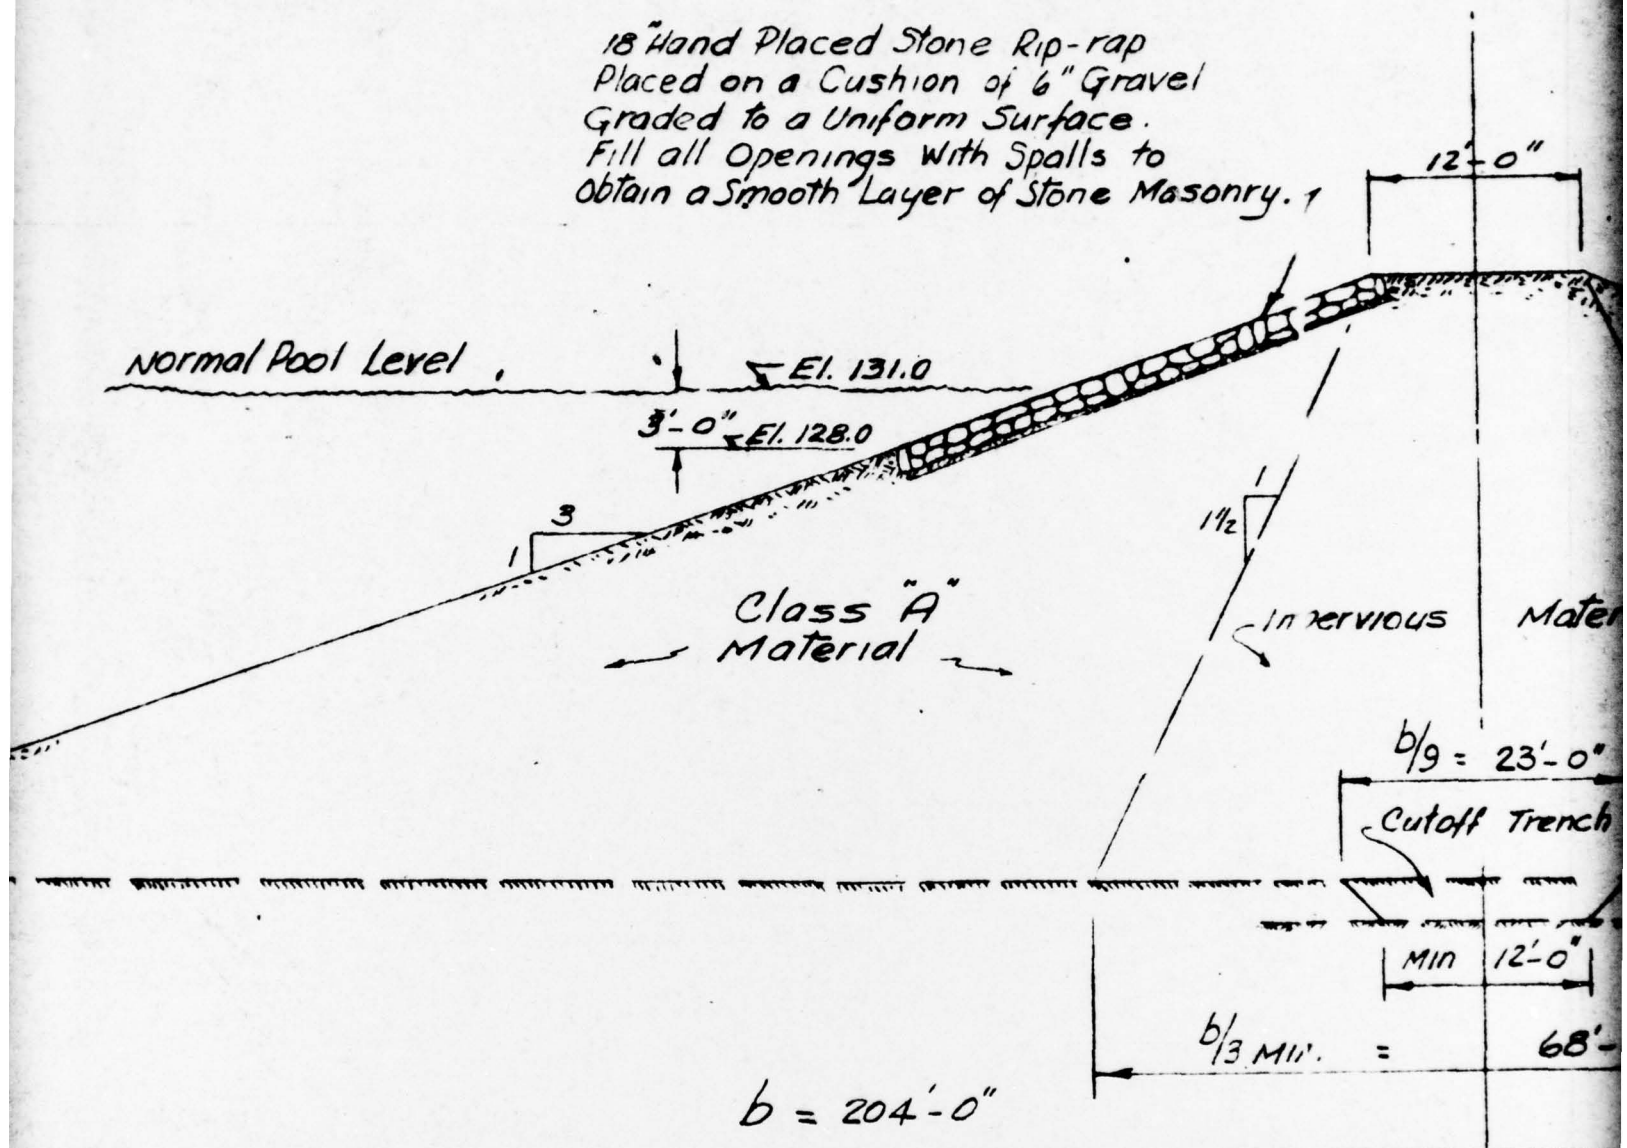 18" Hand Placed Stone Rip-rap
Placed on a Cushion of 6" Gravel
Graded to a Uniform Surface.
Fill all Openings With Spalls to
Obtain a Smooth Layer of Stone Masonry.
12'-0"
Normal Pool Level
El. 131.0
3'-0"
El. 128.0
3
1
1
1 1/2
Class "A"
Material
Impervious Mater
b/9 = 23'-0"
Cutoff Trench
Min 12'-0"
b/3 Min. = 68'-
b = 204'-0"